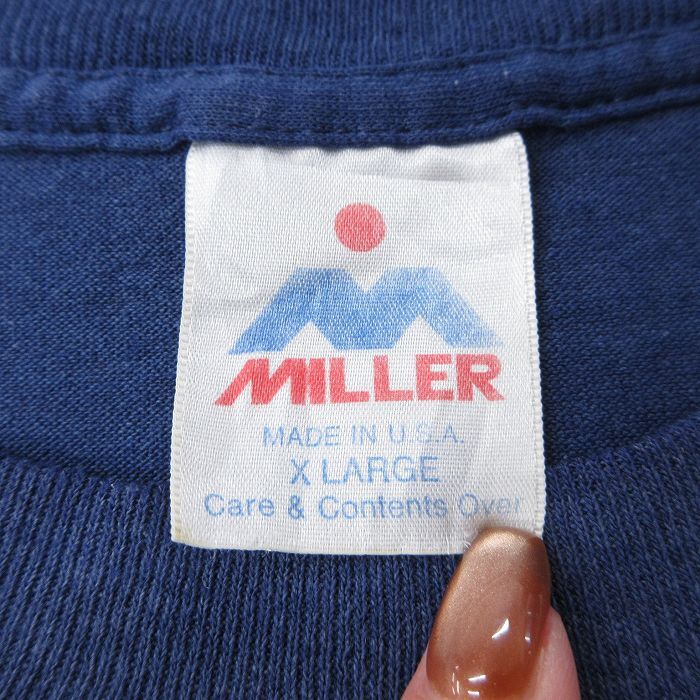 MILLER
MADE IN U.S.A.
X LARGE
Care & Contents Over